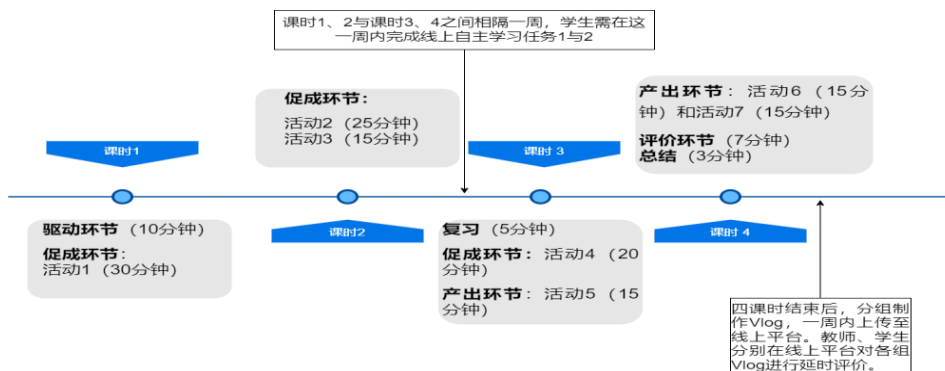 课时1、2与课时3、4之间相隔一周，学生需在这
一周内完成线上自主学习任务1与2
促成环节：
活动2（25分钟）
活动3（15分钟）
产出环节：活动6（15分
钟）和活动7（15分钟）
评价环节（7分钟）
总结（3分钟）
课时1
课时 3
课时2
课时 4
驱动环节（10分钟）
促成环节：
活动1（30分钟）
复习（5分钟）
促成环节：活动4（20
分钟）
产出环节：活动5（15
分钟）
四课时结束后，分组制
作Vlog，一周内上传至
线上平台。教师、学生
分别在线上平台对各组
Vlog进行延时评价。